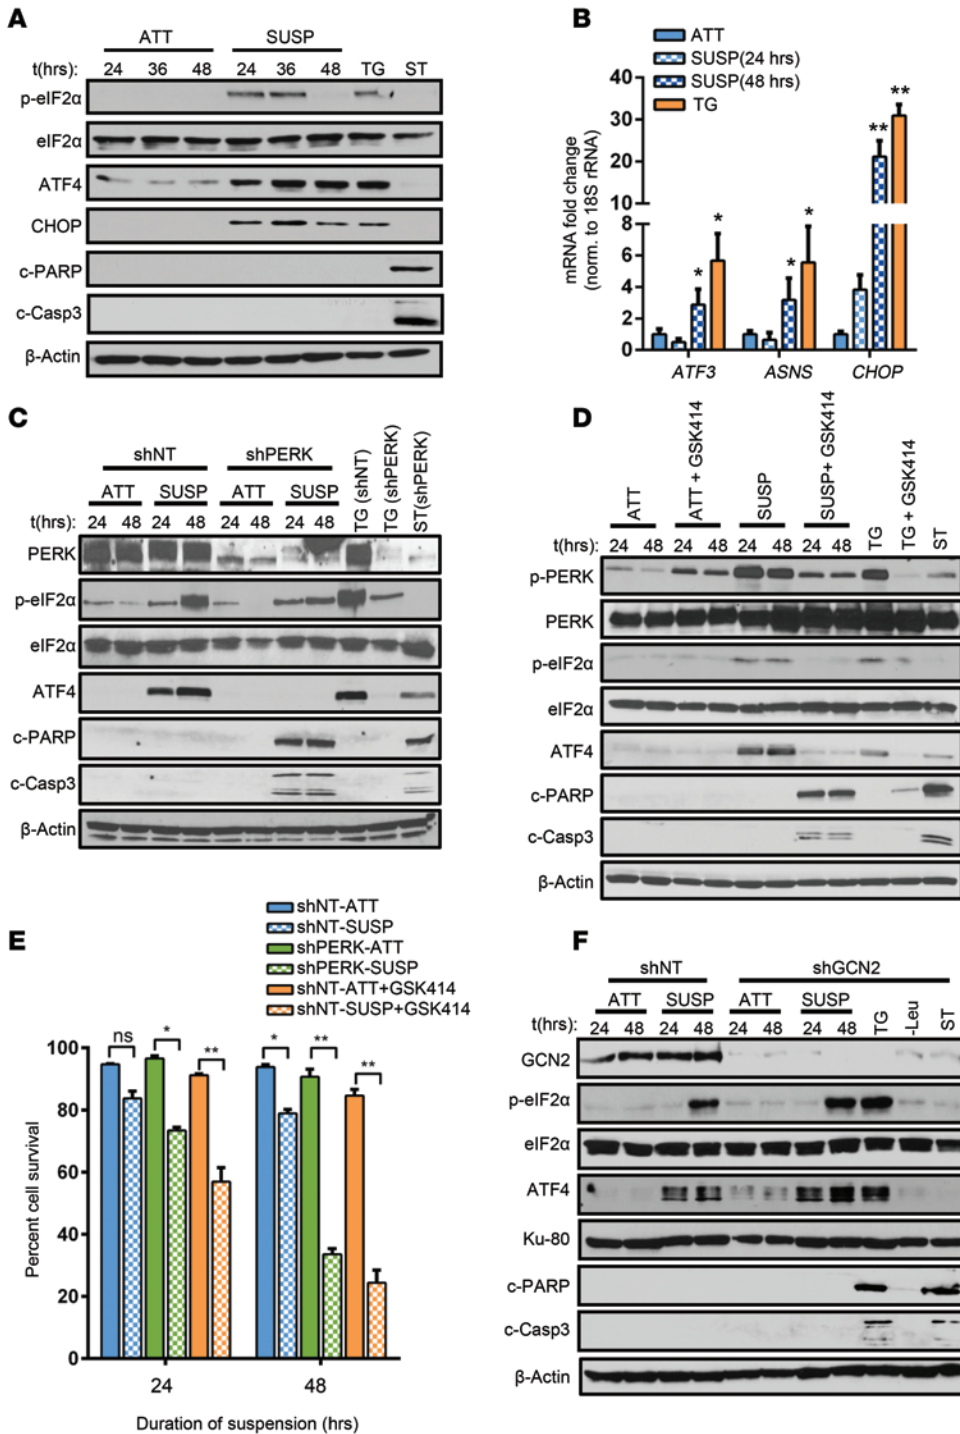 A
ATT SUSP
t(hrs): 24 36 48 24 36 48 TG ST
p-eIF2α
eIF2α
ATF4
CHOP
c-PARP
c-Casp3
β-Actin
B
ATT
SUSP(24 hrs)
SUSP(48 hrs)
TG
mRNA fold change
(norm. to 18S rRNA)
40
30
20
10
8
6
4
2
0
* * * * ** **
ATF3 ASNS CHOP
C
shNT shPERK
ATT SUSP ATT SUSP TG (shNT) TG (shPERK) ST(shPERK)
t(hrs): 24 48 24 48 24 48 24 48
PERK
p-eIF2α
eIF2α
ATF4
c-PARP
c-Casp3
β-Actin
D
ATT ATT + GSK414 SUSP SUSP+ GSK414 TG TG + GSK414 ST
t(hrs): 24 48 24 48 24 48 24 48
p-PERK
PERK
p-eIF2α
eIF2α
ATF4
c-PARP
c-Casp3
β-Actin
E
shNT-ATT
shNT-SUSP
shPERK-ATT
shPERK-SUSP
shNT-ATT+GSK414
shNT-SUSP+GSK414
Percent cell survival
100
80
60
40
20
0
ns * ** * ** **
24 48
Duration of suspension (hrs)
F
shNT shGCN2
ATT SUSP ATT SUSP TG -Leu ST
t(hrs): 24 48 24 48 24 48 24 48
GCN2
p-eIF2α
eIF2α
ATF4
Ku-80
c-PARP
c-Casp3
β-Actin